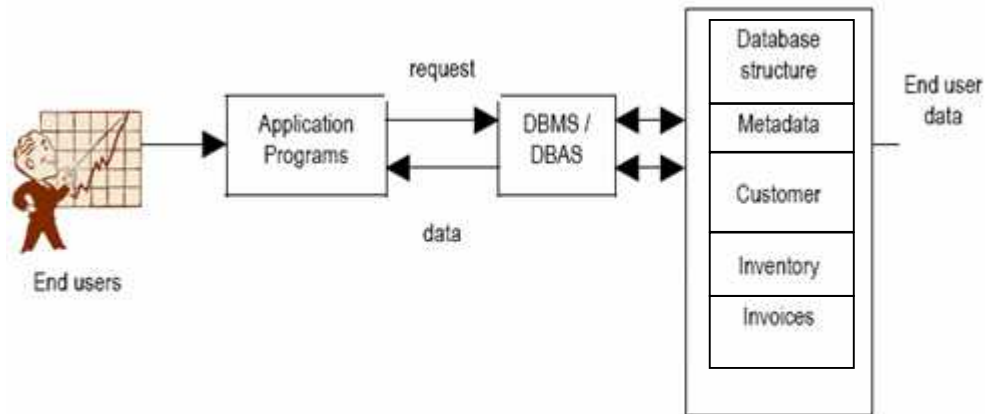 End users
Application
Programs
request
data
DBMS /
DBAS
Database
structure
Metadata
Customer
Inventory
Invoices
End user
data